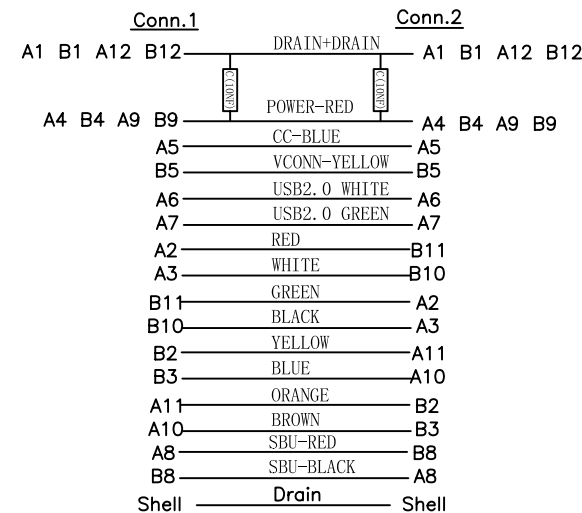 Conn.1 Conn.2
A1 B1 A12 B12 DRAIN+DRAIN A1 B1 A12 B12
C(10NF) C(10NF)
A4 B4 A9 B9 POWER-RED A4 B4 A9 B9
A5 CC-BLUE A5
B5 VCONN-YELLOW B5
A6 USB2.0 WHITE A6
A7 USB2.0 GREEN A7
A2 RED B11
A3 WHITE B10
B11 GREEN A2
B10 BLACK A3
B2 YELLOW A11
B3 BLUE A10
A11 ORANGE B2
A10 BROWN B3
A8 SBU-RED B8
B8 SBU-BLACK A8
Shell Drain Shell